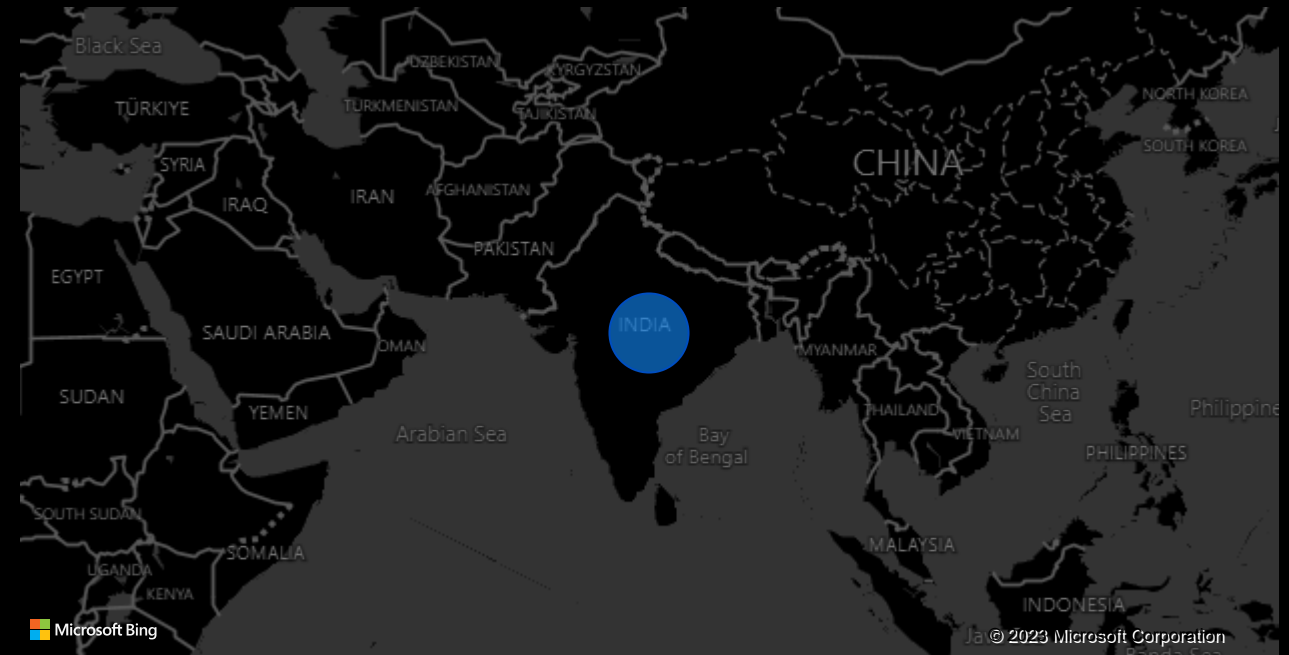 Black Sea
UZBEKISTAN
KYRGYZSTAN
NORTH KOREA
TÜRKIYE
TURKMENISTAN
TAJIKISTAN
SOUTH KOREA
SYRIA
CHINA
IRAQ
IRAN
AFGHANISTAN
PAKISTAN
EGYPT
SAUDI ARABIA
INDIA
OMAN
MYANMAR
SUDAN
YEMEN
South
China
Sea
THAILAND
Philippine
Arabian Sea
Bay
of Bengal
VIETNAM
PHILIPPINES
SOUTH SUDAN
SOMALIA
MALAYSIA
UGANDA
KENYA
INDONESIA
Microsoft Bing
© 2023 Microsoft Corporation
Banda Sea